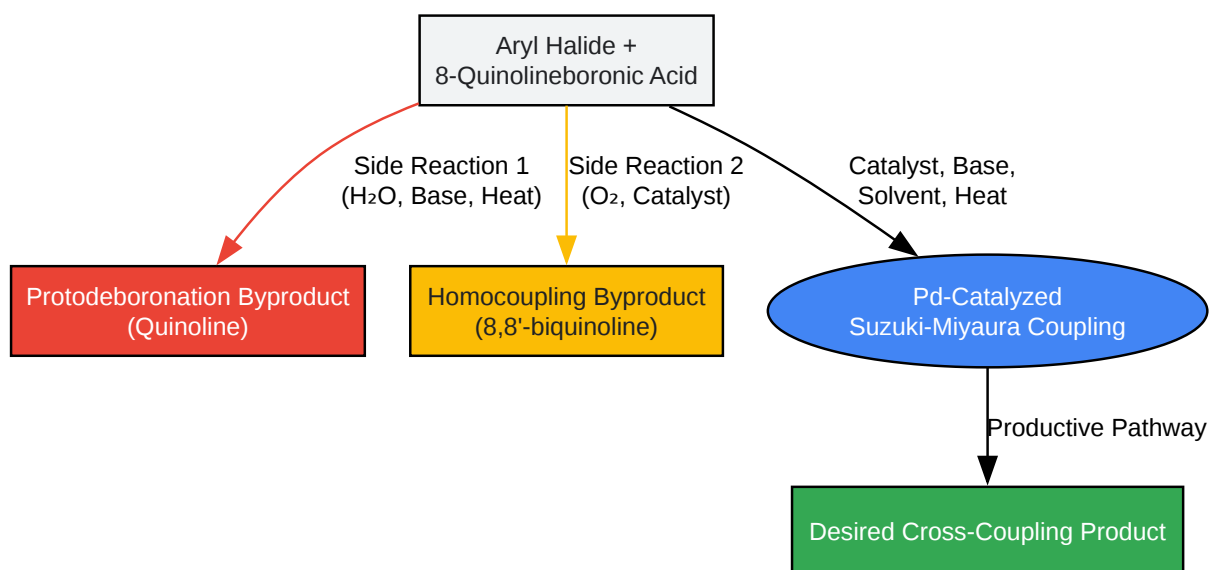 Aryl Halide +
8-Quinolineboronic Acid
Side Reaction 1
(H₂O, Base, Heat)
Side Reaction 2
(O₂, Catalyst)
Catalyst, Base,
Solvent, Heat
Protodeboronation Byproduct
(Quinoline)
Homocoupling Byproduct
(8,8'-biquinoline)
Pd-Catalyzed
Suzuki-Miyaura Coupling
Productive Pathway
Desired Cross-Coupling Product